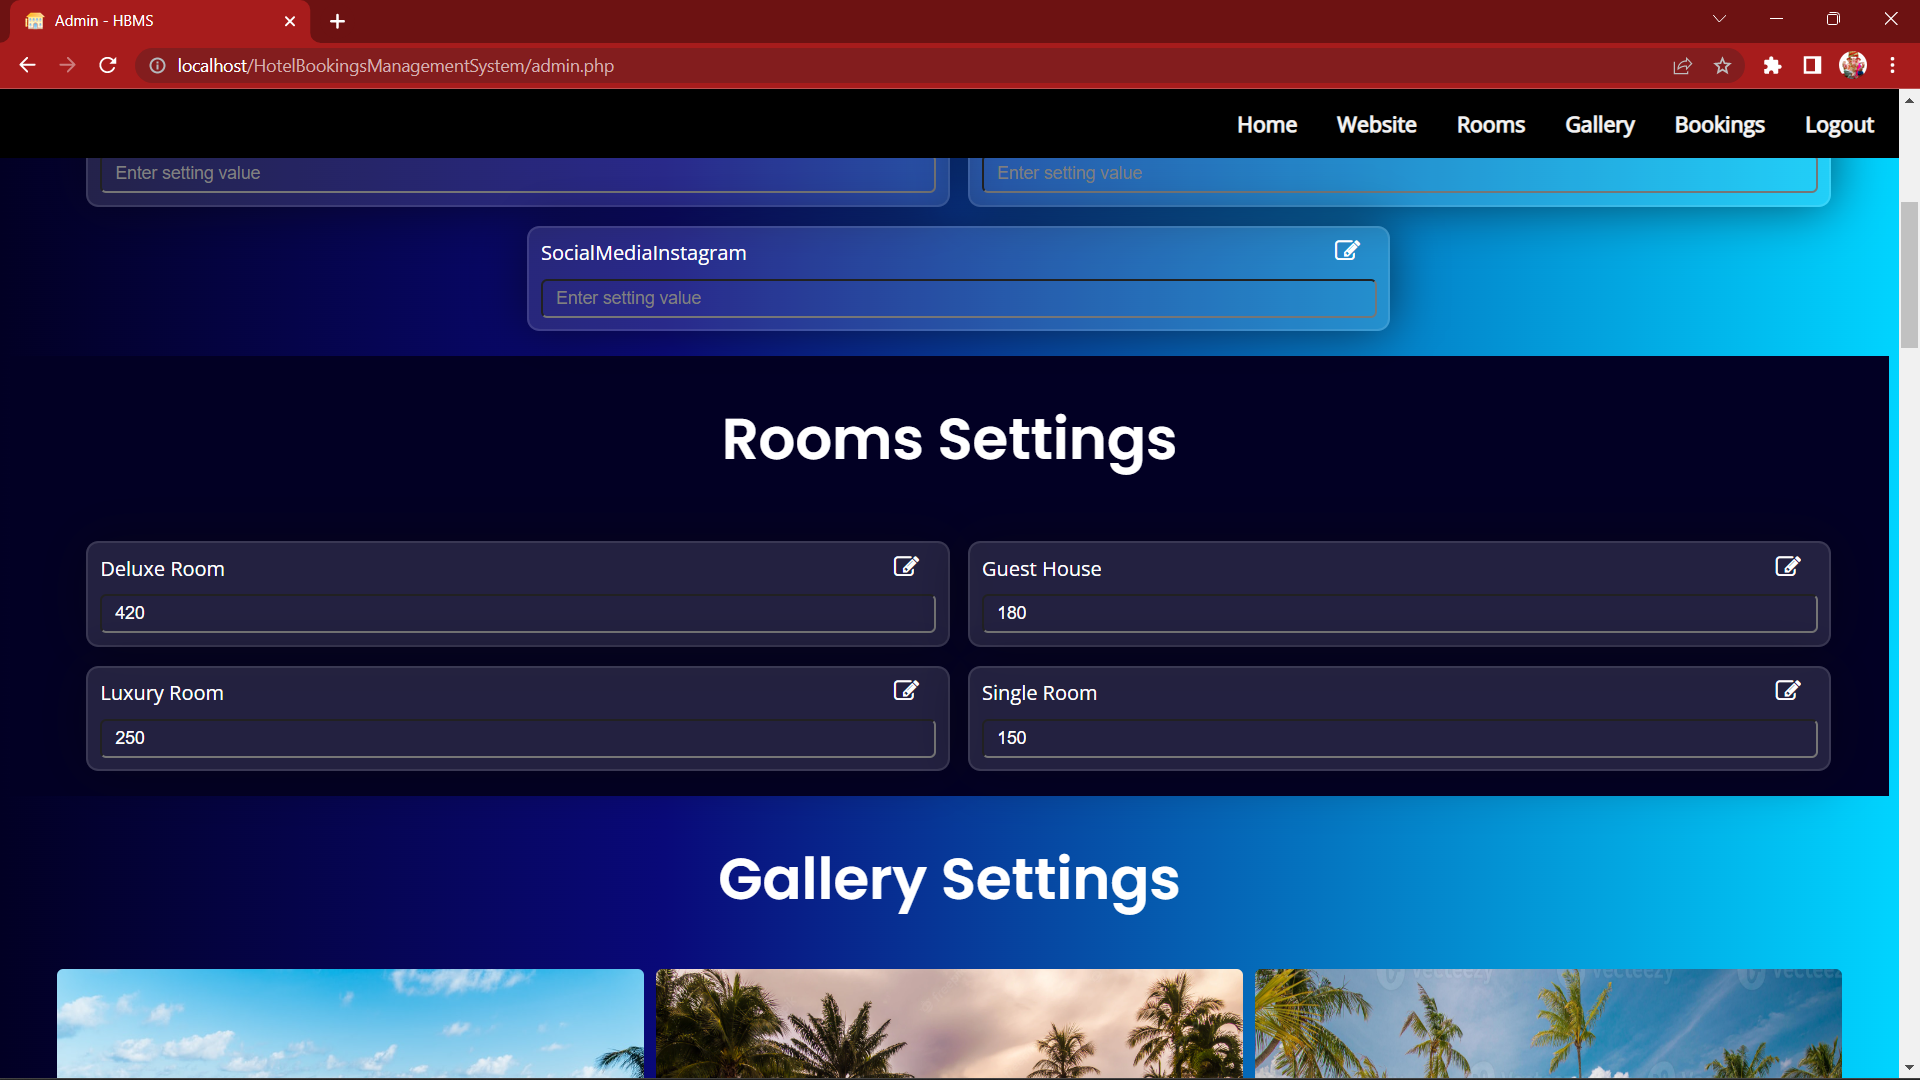 Admin - HBMS
localhost/HotelBookingsManagementSystem/admin.php
Home Website Rooms Gallery Bookings Logout
Enter setting value Enter setting value
SocialMediaInstagram
Enter setting value
Rooms Settings
Deluxe Room Guest House
420 180
Luxury Room Single Room
250 150
Gallery Settings
vecteezy vecteezy